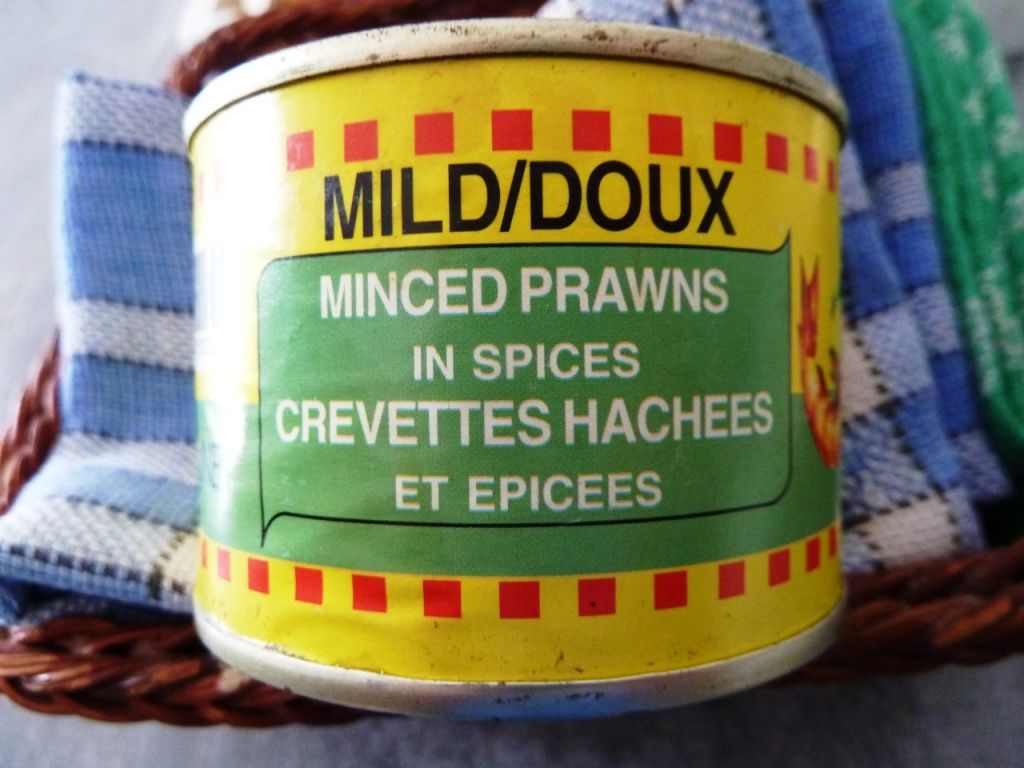 MILD/DOUX
MINCED PRAWNS
IN SPICES
CREVETTES HACHEES
ET EPICEES